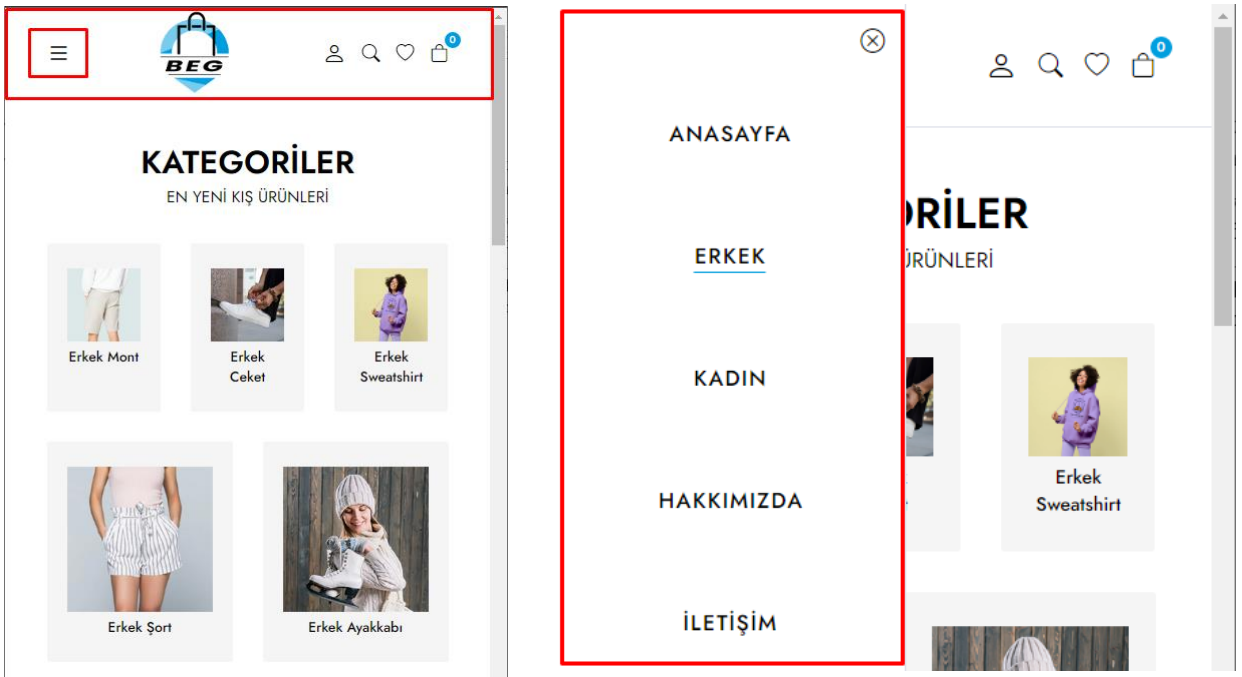 BEG
0
KATEGORİLER
EN YENİ KIŞ ÜRÜNLERİ
Erkek Mont
Erkek
Ceket
Erkek
Sweatshirt
Erkek Şort
Erkek Ayakkabı
ANASAYFA
ERKEK
KADIN
HAKKIMIZDA
İLETİŞİM
0
RİLER
ÜRÜNLERİ
Erkek
Sweatshirt